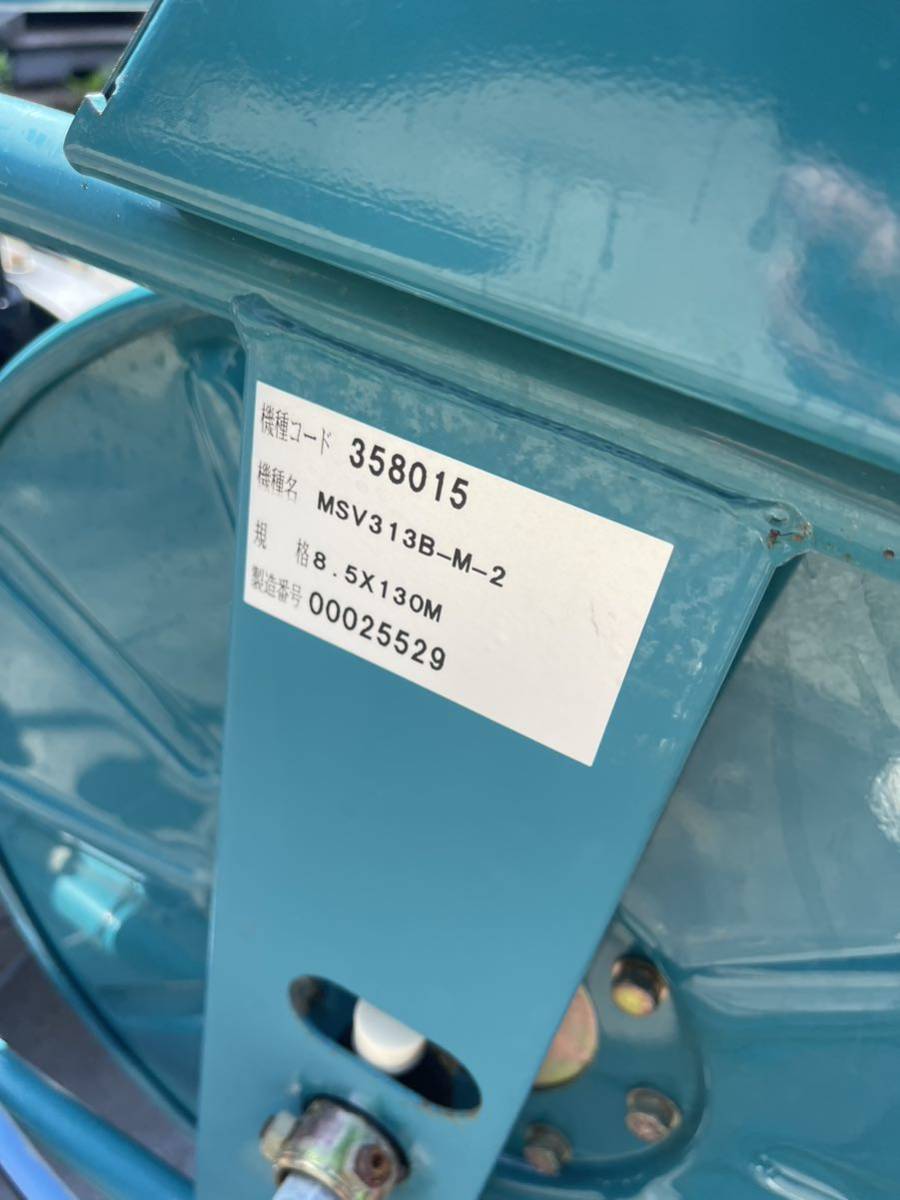 機種コード 358015
機種名 MSV313B-M-2
規 格 8.5X130M
製造番号 00025529